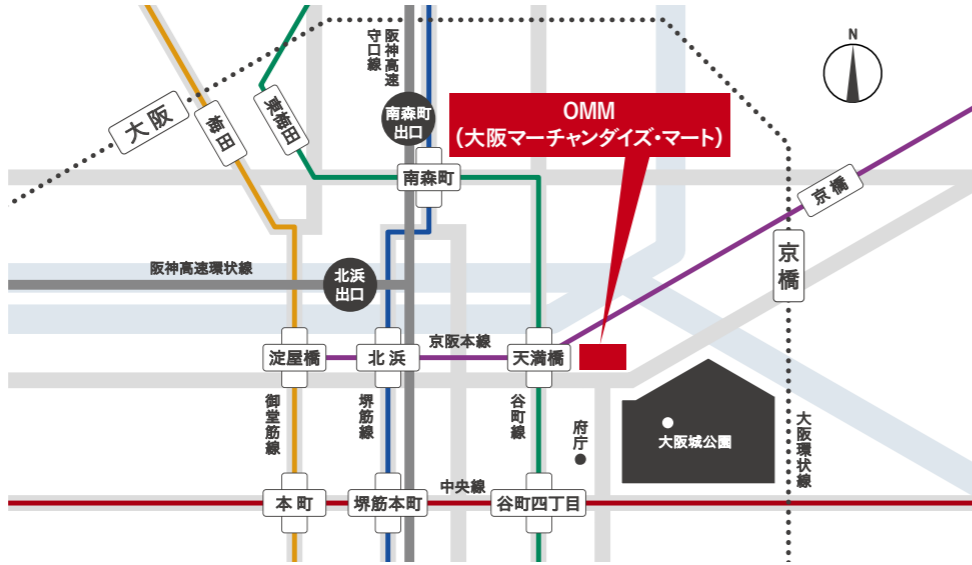 阪神高速
守口線
N
大阪
梅田
東梅田
南森町
出口
OMM
(大阪マーチャンダイズ・マート)
南森町
京橋
京橋
阪神高速環状線
北浜
出口
京阪本線
淀屋橋
北浜
天満橋
御堂筋線
堺筋線
谷町線
府庁
大阪城公園
大阪環状線
中央線
本町
堺筋本町
谷町四丁目